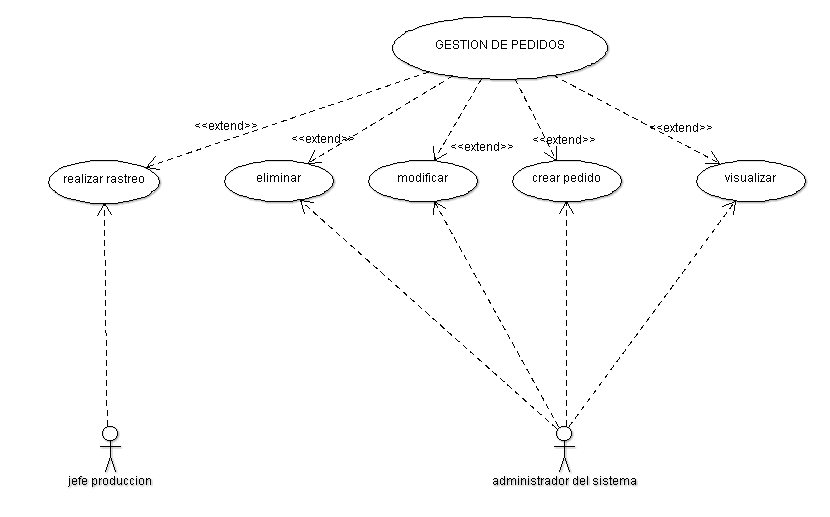 GESTION DE PEDIDOS
<<extend>>
<<extend>>
<<extend>>
<<extend>>
<<extend>>
realizar rastreo
eliminar
modificar
crear pedido
visualizar
jefe produccion
administrador del sistema